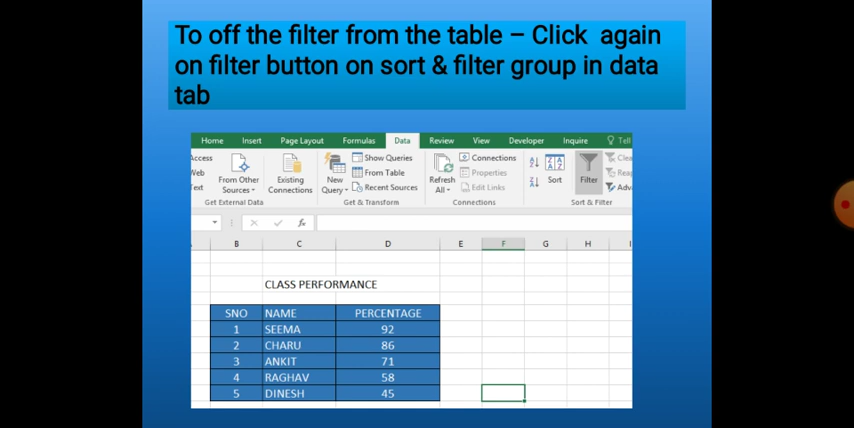 To off the filter from the table – Click again
on filter button on sort & filter group in data
tab
Home Insert Page Layout Formulas Data Review View Developer Inquire Tell
From Other Sources
Existing Connections
New Query
Show Queries
From Table
Recent Sources
Refresh All
Connections
Properties
Edit Links
Sort
Filter
Get External Data Get & Transform Connections Sort & Filter
fx
B C D E F G H
CLASS PERFORMANCE
SNO NAME PERCENTAGE
1 SEEMA 92
2 CHARU 86
3 ANKIT 71
4 RAGHAV 58
5 DINESH 45